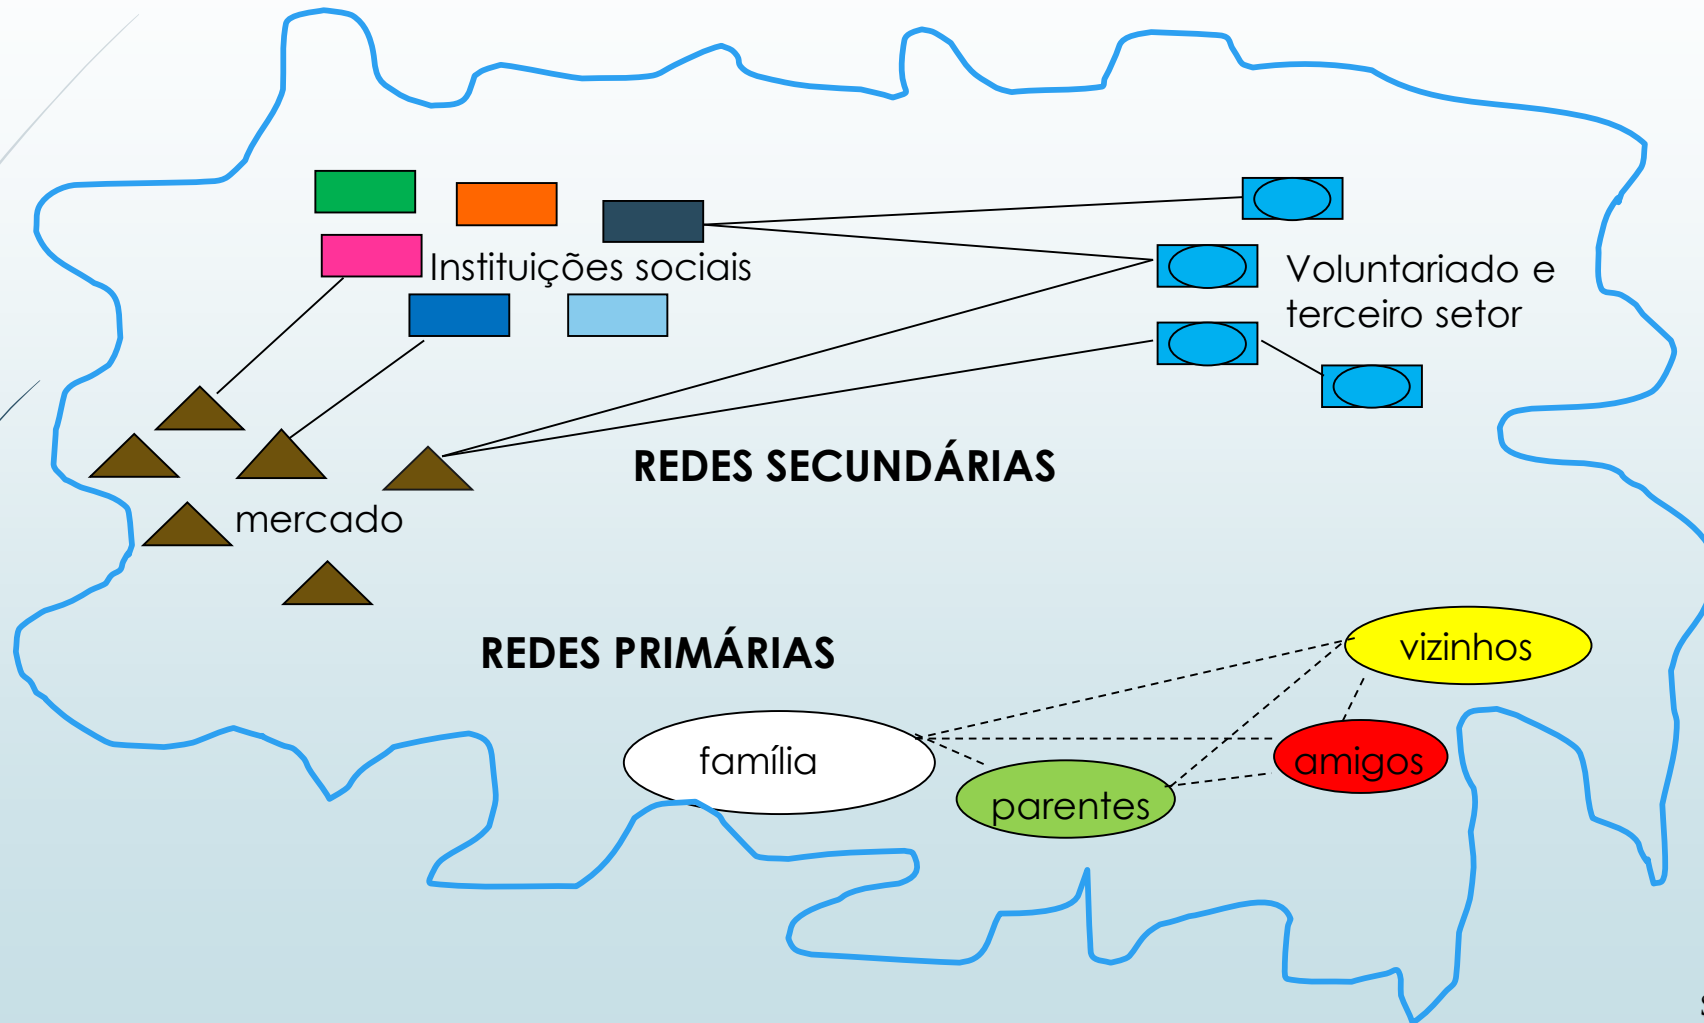 Instituições sociais
Voluntariado e
terceiro setor
REDES SECUNDÁRIAS
mercado
REDES PRIMÁRIAS
vizinhos
família
amigos
parentes